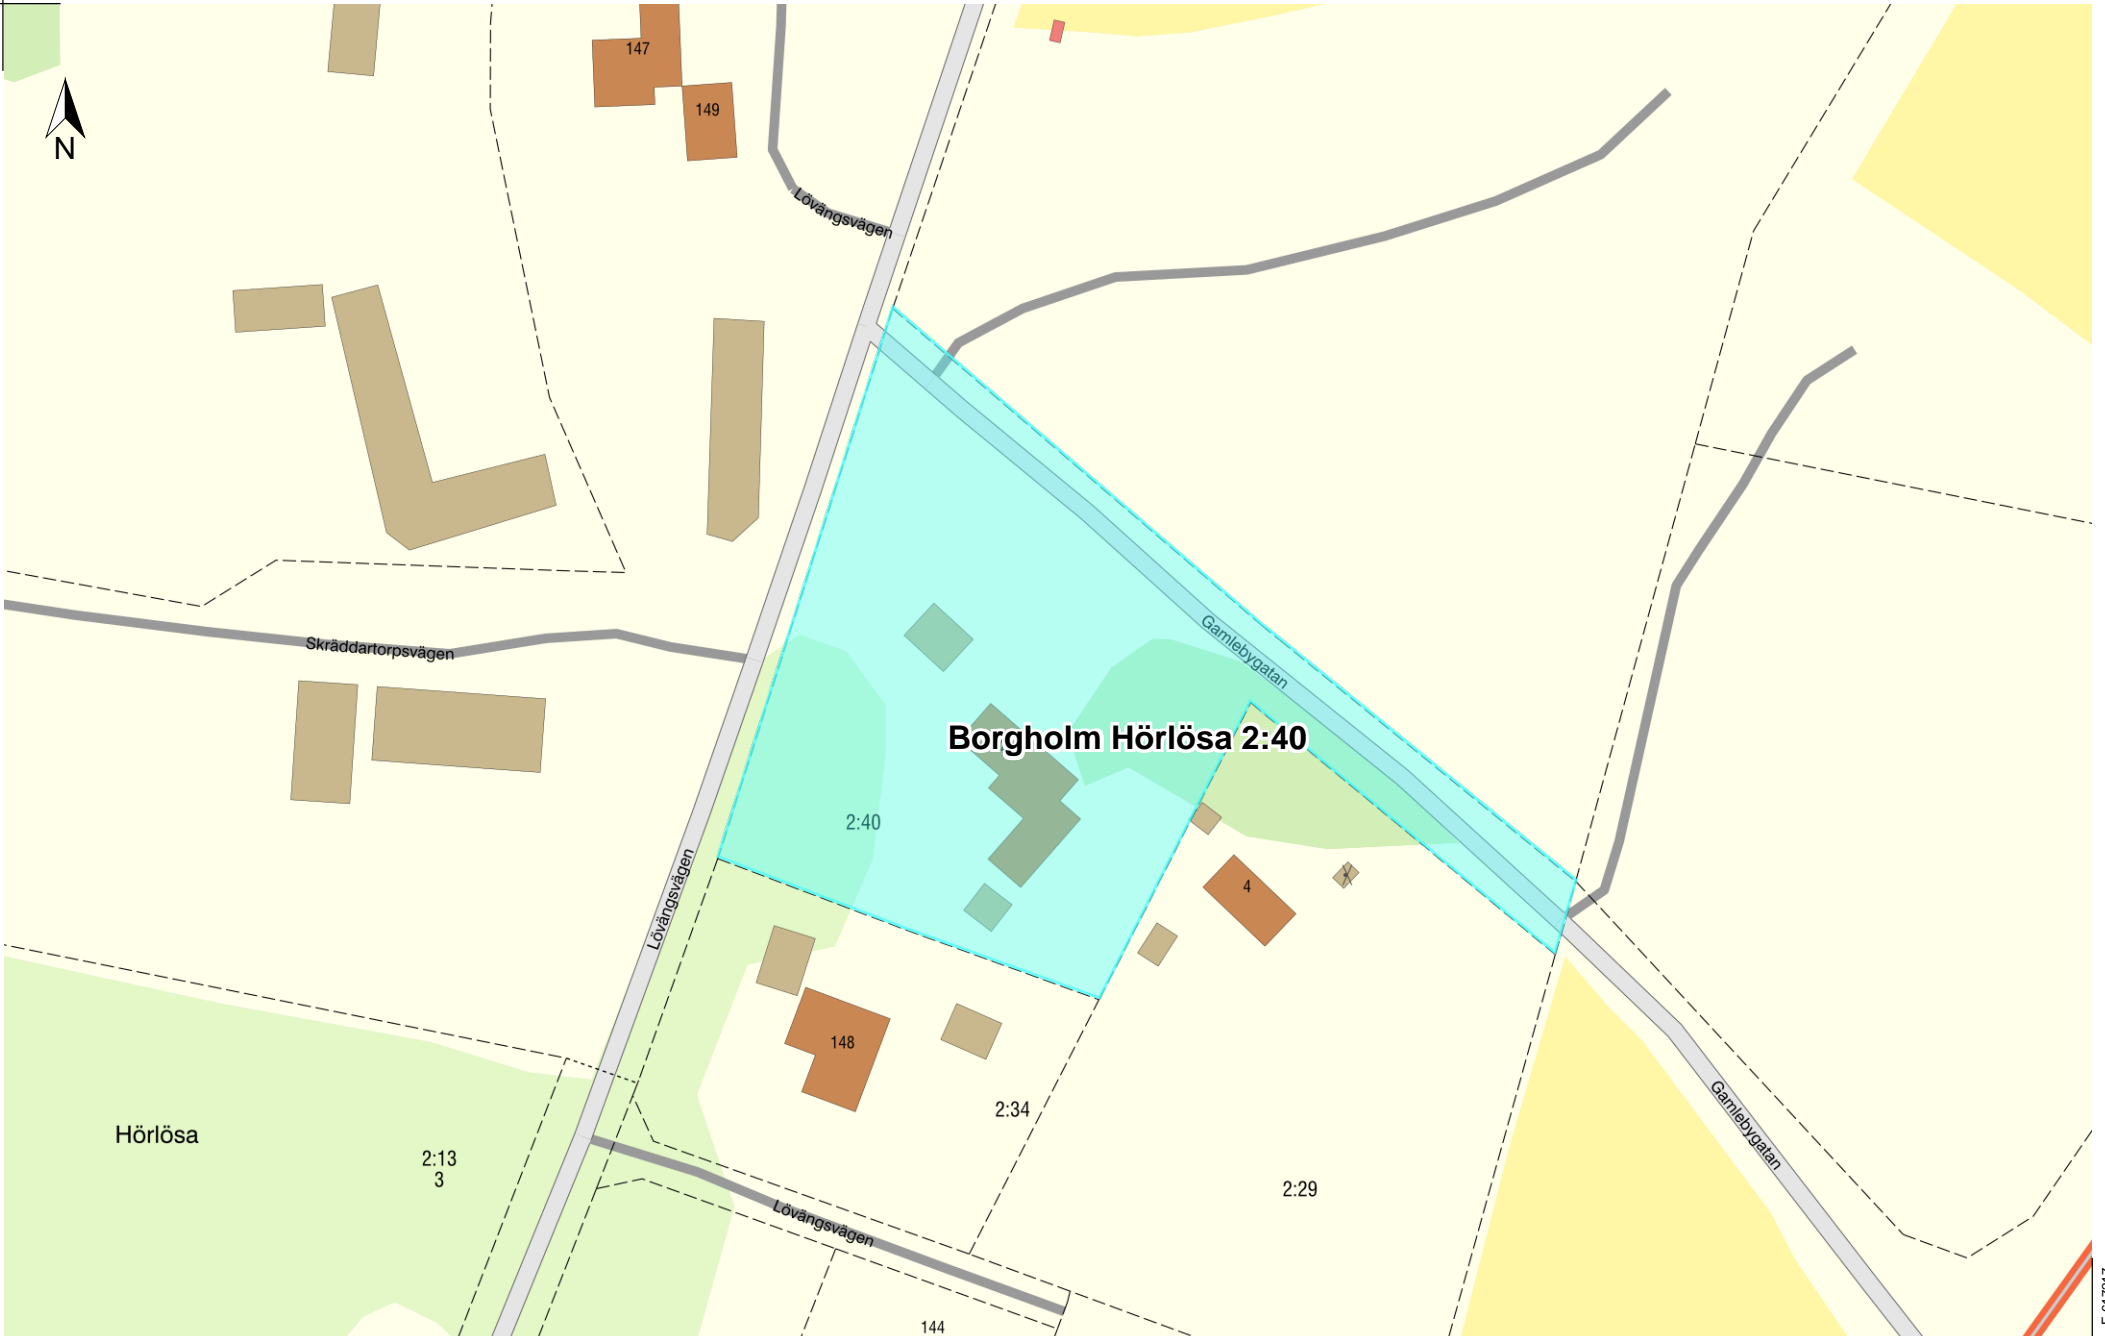 147
149
N
Lövängsvägen
Gamlebygatan
Skräddartorpsvägen
Borgholm Hörlösa 2:40
2:40
4
Lövängsvägen
148
2:34
Hörlösa
2:13
3
Gamlebygatan
2:29
Lövängsvägen
144